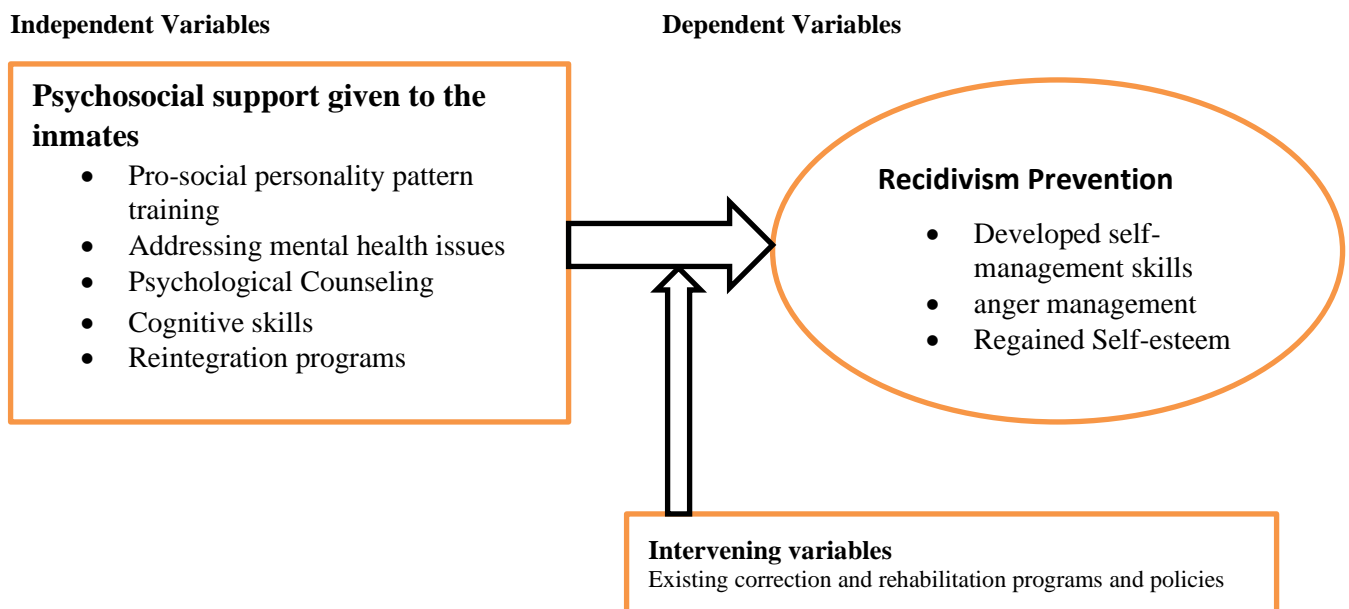 Independent Variables
Dependent Variables
Psychosocial support given to the
inmates
• Pro-social personality pattern
training
• Addressing mental health issues
• Psychological Counseling
• Cognitive skills
• Reintegration programs
Recidivism Prevention
• Developed self-
management skills
• anger management
• Regained Self-esteem
Intervening variables
Existing correction and rehabilitation programs and policies